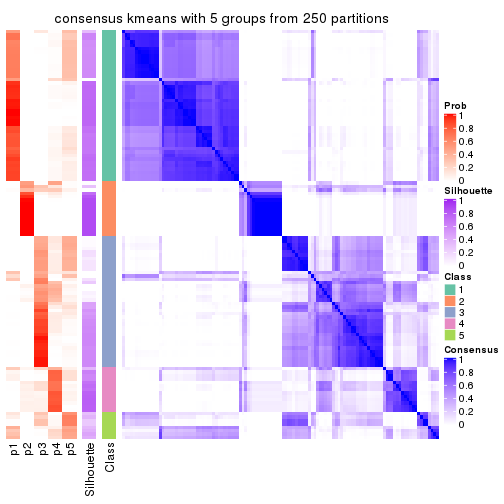 consensus kmeans with 5 groups from 250 partitions
Prob
1
0.8
0.6
0.4
0.2
0
Silhouette
1
0.8
0.6
0.4
0.2
0
Class
1
2
3
4
5
Consensus
1
0.8
0.6
0.4
0.2
0
p1
p2
p3
p4
p5
Silhouette
Class